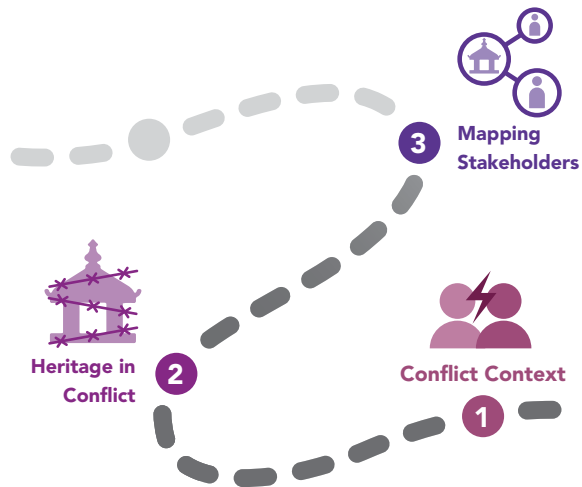 3
Mapping
Stakeholders
Heritage in
Conflict
2
Conflict Context
1